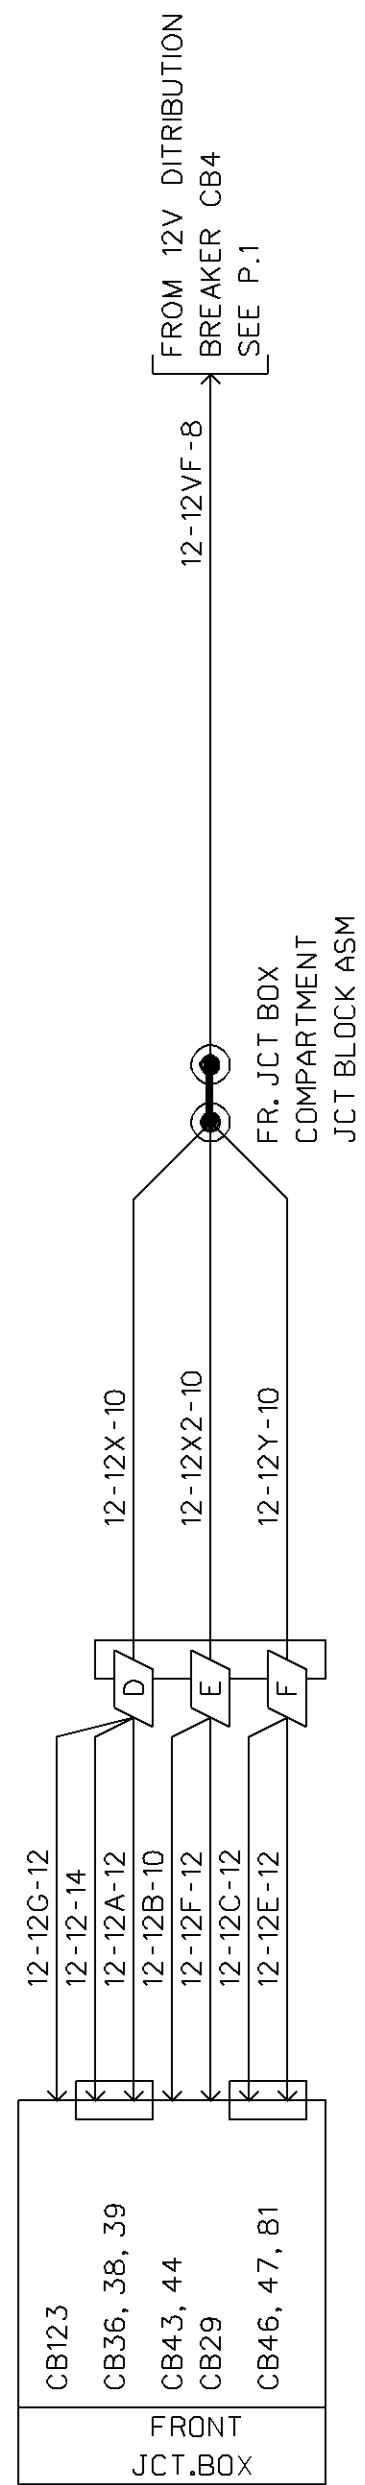 FROM 12V DITRIBUTION
BREAKER CB4
SEE P.1
12-12VF-8
FR. JCT BOX
COMPARTMENT
JCT BLOCK ASM
12-12X-10
12-12X2-10
12-12Y-10
D
E
F
12-12G-12
12-12-14
12-12A-12
12-12B-10
12-12F-12
12-12C-12
12-12E-12
CB123
CB36, 38, 39
CB43, 44
CB29
CB46, 47, 81
FRONT
JCT.BOX